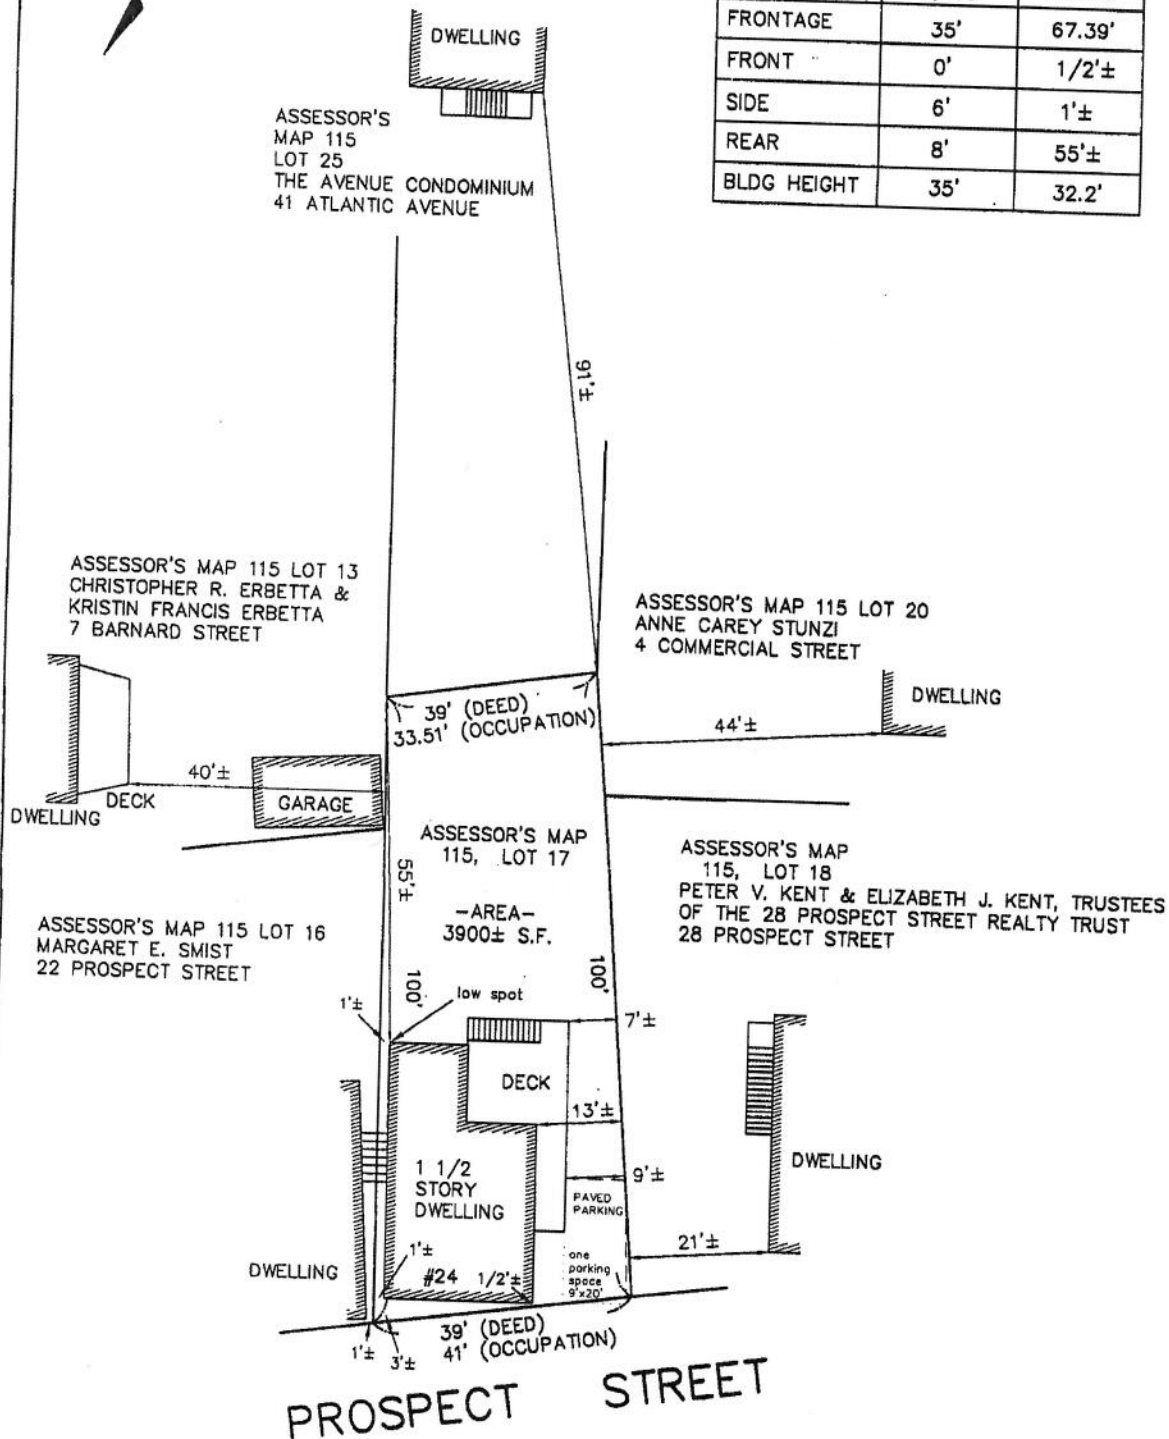 DWELLING
FRONTAGE 35' 67.39'
FRONT 0' 1/2'±
SIDE 6' 1'±
REAR 8' 55'±
BLDG HEIGHT 35' 32.2'
ASSESSOR'S
MAP 115
LOT 25
THE AVENUE CONDOMINIUM
41 ATLANTIC AVENUE
91'±
ASSESSOR'S MAP 115 LOT 13
CHRISTOPHER R. ERBETTA &
KRISTIN FRANCIS ERBETTA
7 BARNARD STREET
ASSESSOR'S MAP 115 LOT 20
ANNE CAREY STUNZI
4 COMMERCIAL STREET
DWELLING
39' (DEED)
33.51' (OCCUPATION)
44'±
40'±
DECK
GARAGE
DWELLING
ASSESSOR'S MAP
115, LOT 17
55'±
-AREA-
3900± S.F.
ASSESSOR'S MAP
115, LOT 18
PETER V. KENT & ELIZABETH J. KENT, TRUSTEES
OF THE 28 PROSPECT STREET REALTY TRUST
28 PROSPECT STREET
ASSESSOR'S MAP 115 LOT 16
MARGARET E. SMIST
22 PROSPECT STREET
100'
100'
low spot
1'±
7'±
DECK
13'±
1 1/2
STORY
DWELLING
9'±
PAVED
PARKING
DWELLING
21'±
one
parking
space
9'x20'
DWELLING
1'±
#24
1/2'±
1'±
3'±
39' (DEED)
41' (OCCUPATION)
PROSPECT STREET